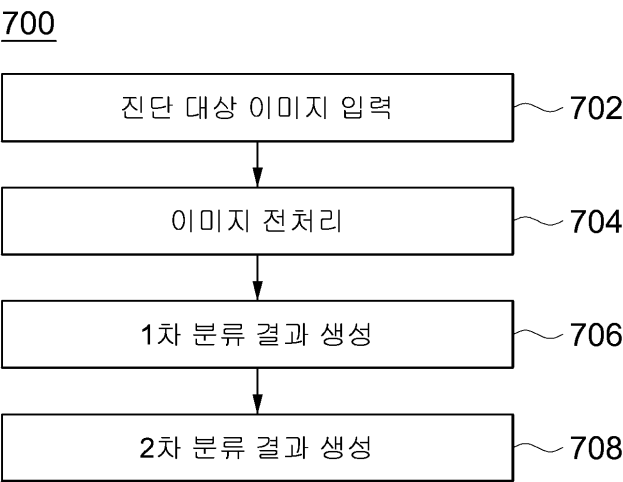 700
진단 대상 이미지 입력 702
이미지 전처리 704
1차 분류 결과 생성 706
2차 분류 결과 생성 708